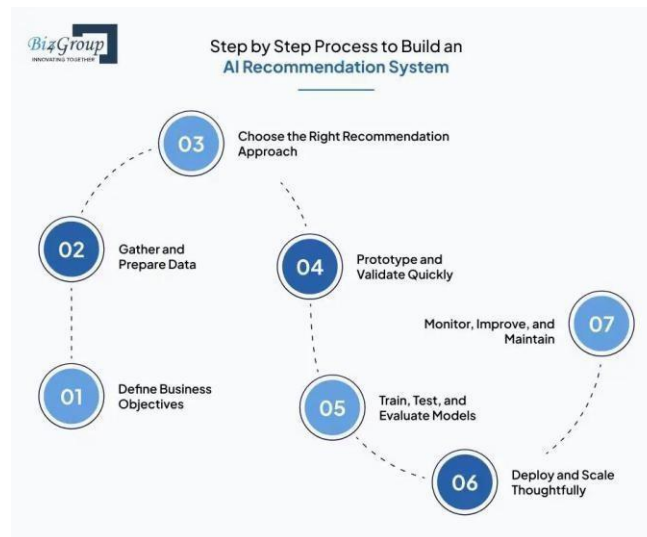 Biz4Group
INNOVATING TOGETHER
Step by Step Process to Build an
AI Recommendation System
03
Choose the Right Recommendation
Approach
02
Gather and
Prepare Data
04
Prototype and
Validate Quickly
07
Monitor, Improve, and
Maintain
01
Define Business
Objectives
05
Train, Test, and
Evaluate Models
06
Deploy and Scale
Thoughtfully